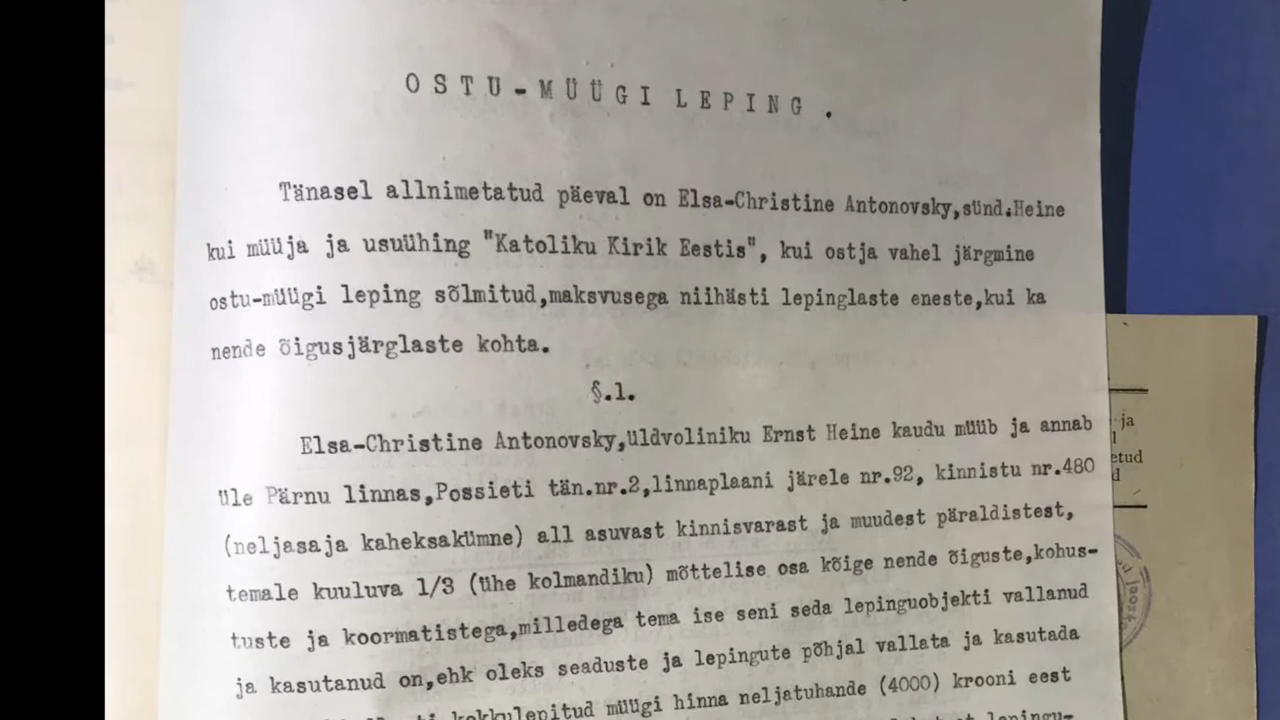 OSTU-MÜÜGI LEPING.
Tänasel allnimetatud päeval on Elsa-Christine Antonovsky,sünd.Heine
kui müüja ja usuühing "Katoliku Kirik Eestis", kui ostja vahel järgmine
ostu-müügi leping sõlmitud,maksvusega niihästi lepinglaste eneste,kui ka
nende õigusjärglaste kohta.
§.1.
Elsa-Christine Antonovsky,üldvoliniku Ernst Heine kaudu müüb ja annab
üle Pärnu linnas,Possieti tän.nr.2,linnaplaani järele nr.92, kinnistu nr.480
(neljasaja kaheksakümne) all asuvast kinnisvarast ja muudest päraldistest,
temale kuuluva 1/3 (ühe kolmandiku) mõttelise osa kõige nende õiguste,kohus-
tuste ja koormatistega,milledega tema ise seni seda lepinguobjekti vallanud
ja kasutanud on,ehk oleks seaduste ja lepingute põhjal vallata ja kasutada
kokkulepitud müügi hinna neljatuhande (4000) krooni eest
lepingu-
ja
etud
d